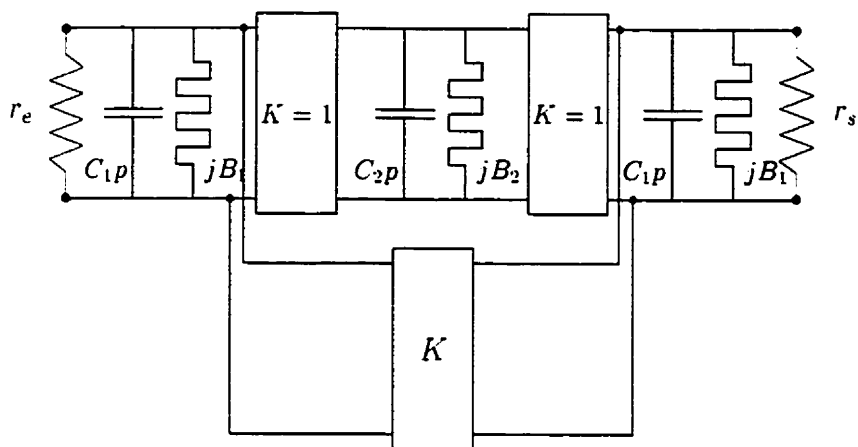 K = 1
K = 1
r_e
r_s
C_1p
jB_1
C_2p
jB_2
C_1p
jB_1
K